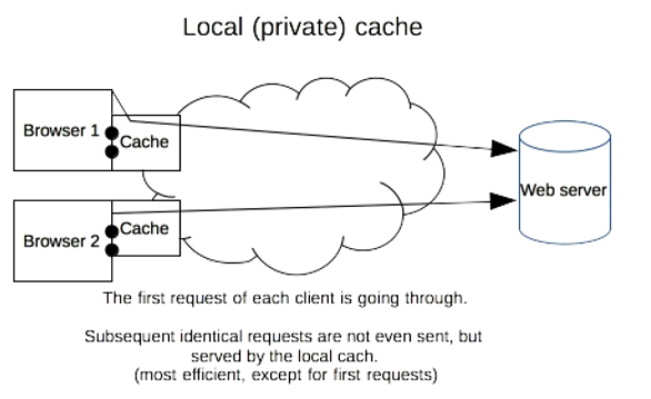 Local (private) cache
Browser 1
Cache
Web server
Cache
Browser 2
The first request of each client is going through.
Subsequent identical requests are not even sent, but
served by the local cach.
(most efficient, except for first requests)